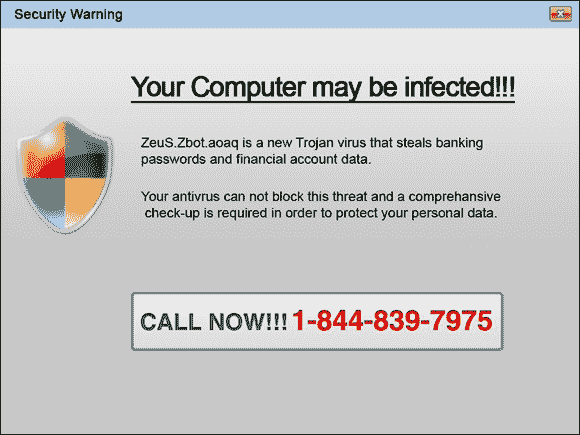 Security Warning
Your Computer may be infected!!!
ZeuS.Zbot.aoaq is a new Trojan virus that steals banking
passwords and financial account data.
Your antivrus can not block this threat and a comprehansive
check-up is required in order to protect your personal data.
CALL NOW!!! 1-844-839-7975